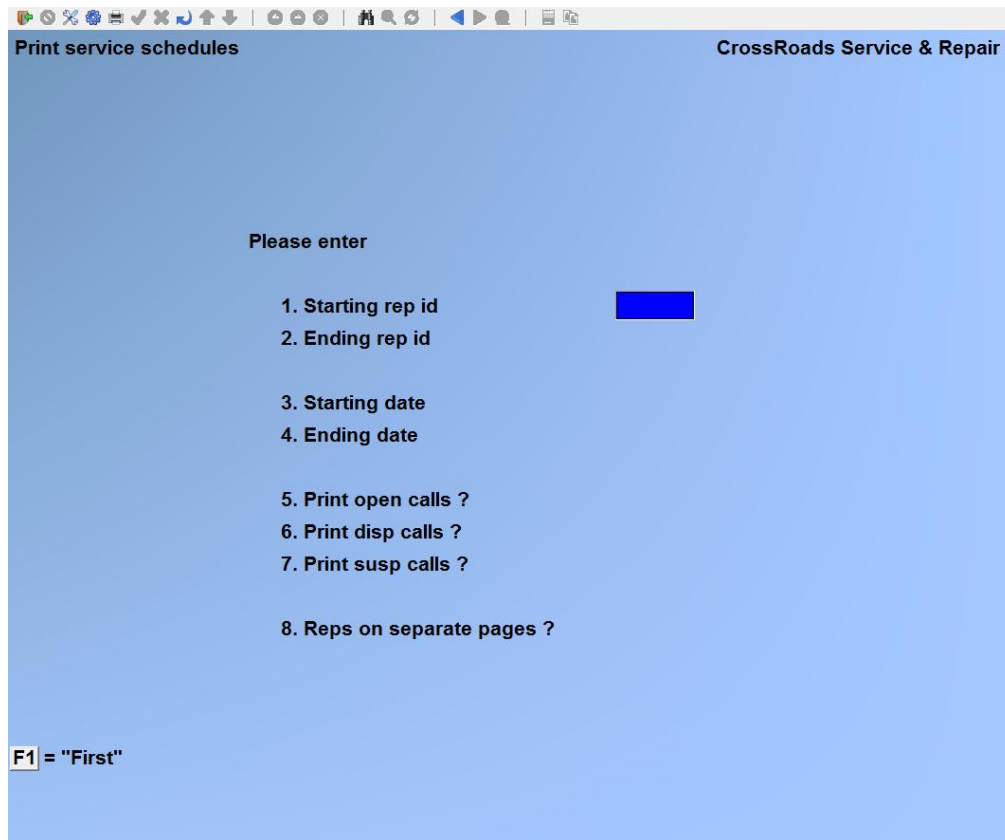 Print service schedules CrossRoads Service & Repair
Please enter
1. Starting rep id
2. Ending rep id
3. Starting date
4. Ending date
5. Print open calls ?
6. Print disp calls ?
7. Print susp calls ?
8. Reps on separate pages ?
F1 = "First"